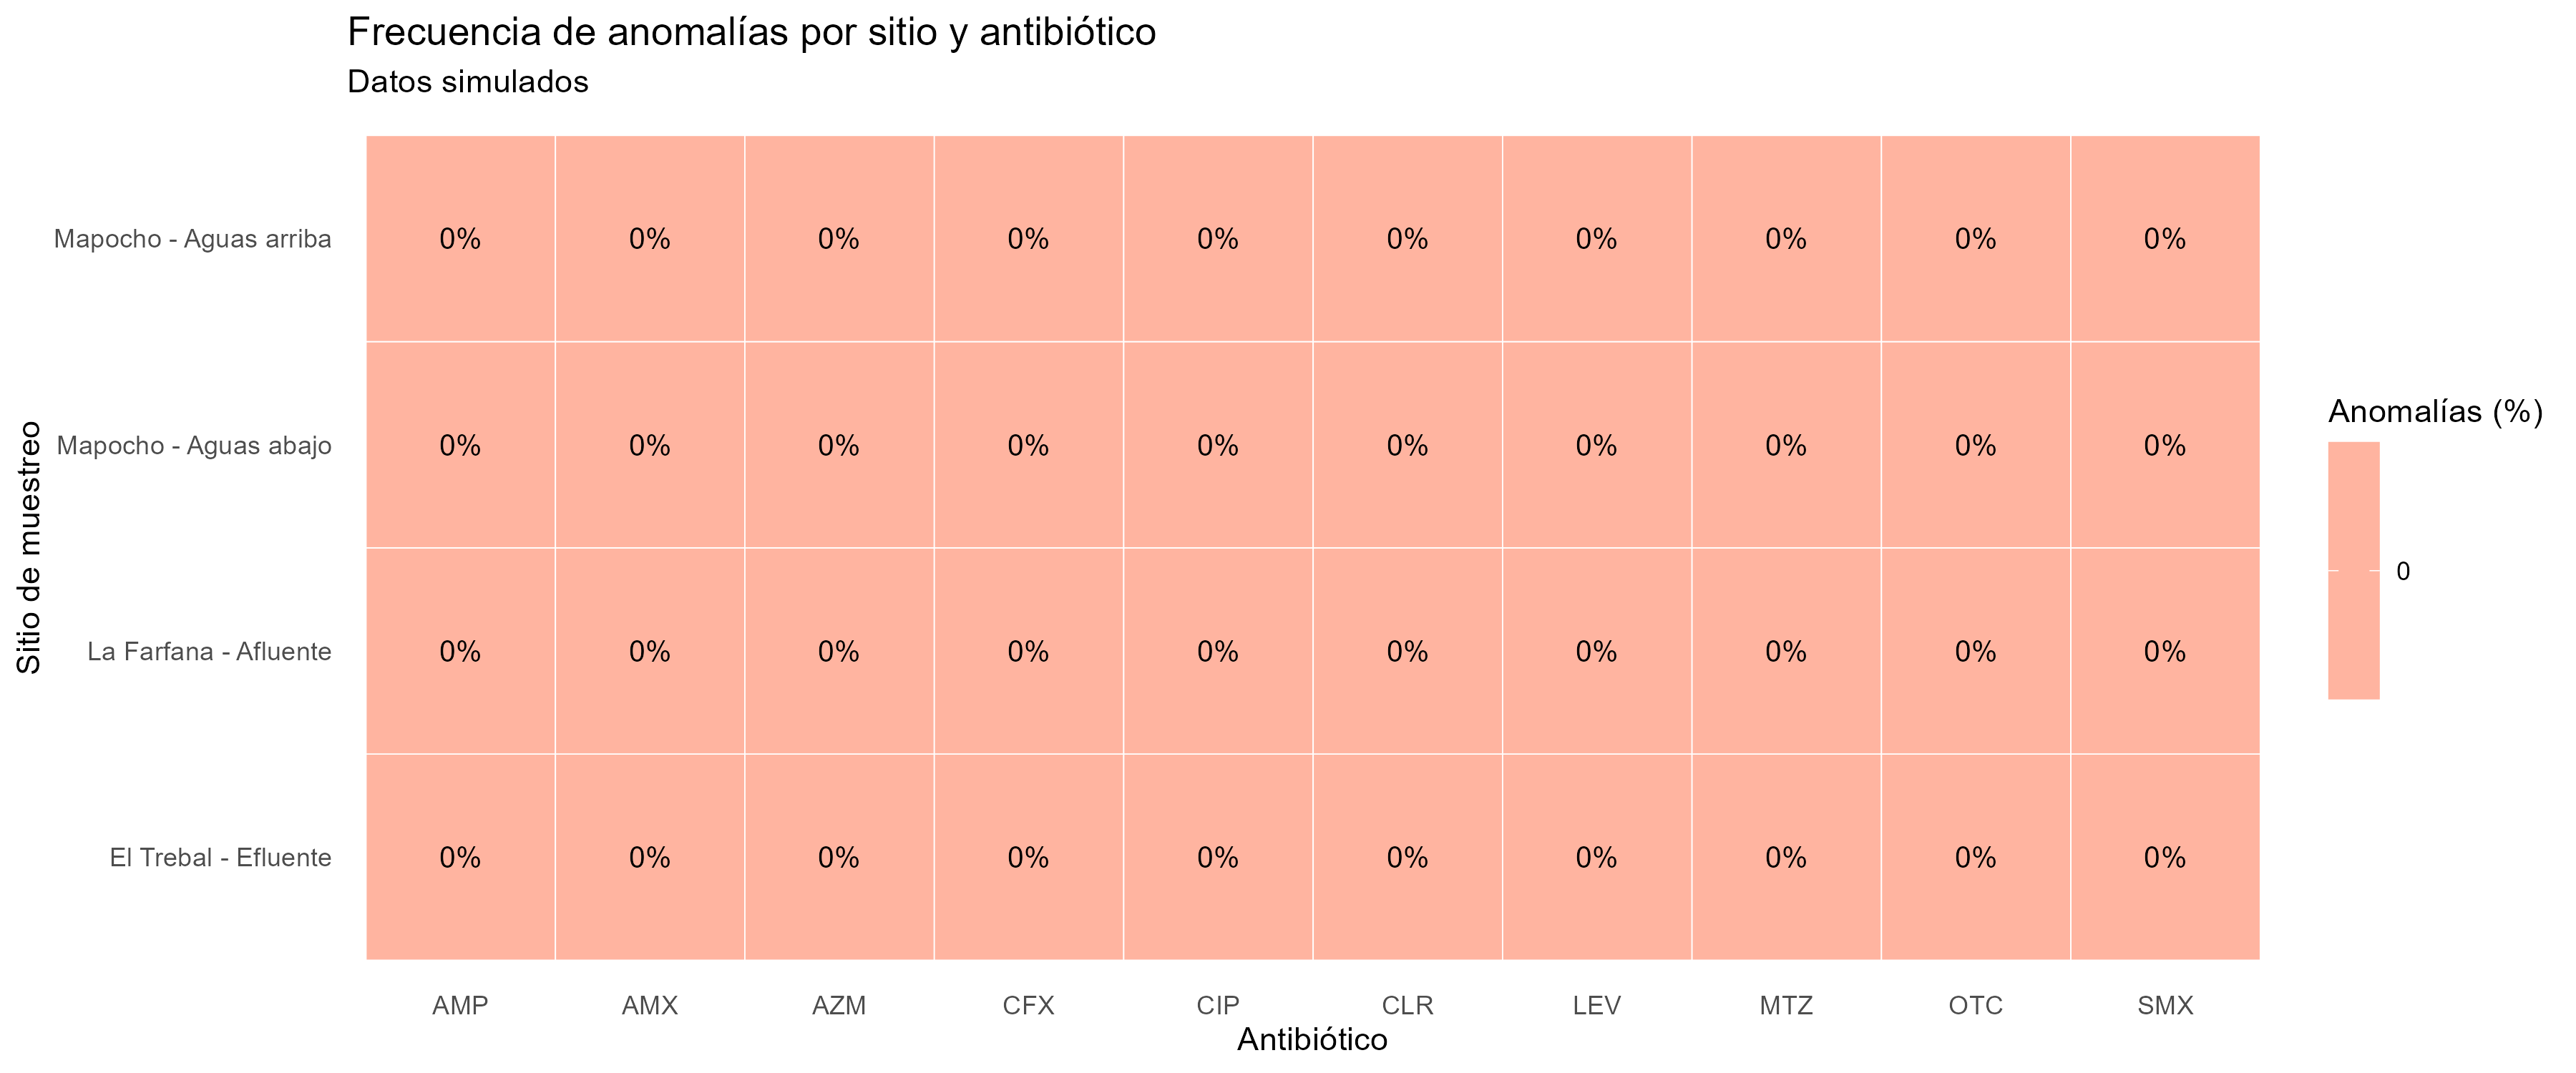 Frecuencia de anomalías por sitio y antibiótico
Datos simulados
Sitio de muestreo
Mapocho - Aguas arriba 0% 0% 0% 0% 0% 0% 0% 0% 0% 0%
Mapocho - Aguas abajo 0% 0% 0% 0% 0% 0% 0% 0% 0% 0%
La Farfana - Afluente 0% 0% 0% 0% 0% 0% 0% 0% 0% 0%
El Trebal - Efluente 0% 0% 0% 0% 0% 0% 0% 0% 0% 0%
AMP AMX AZM CFX CIP CLR LEV MTZ OTC SMX
Antibiótico
Anomalías (%)
0